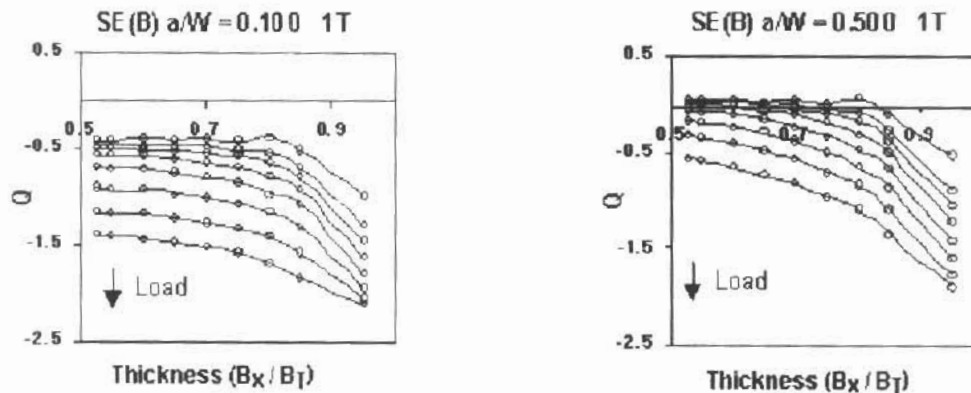 SE(B) a/W = 0.100 1T
0.5
0.5
0.7
0.9
-0.5
Q
-1.5
Load
-2.5
Thickness (BX / BT)
SE(B) a/W = 0.500 1T
0.5
0.5
0.7
0.9
-0.5
Q
-1.5
Load
-2.5
Thickness (BX / BT)